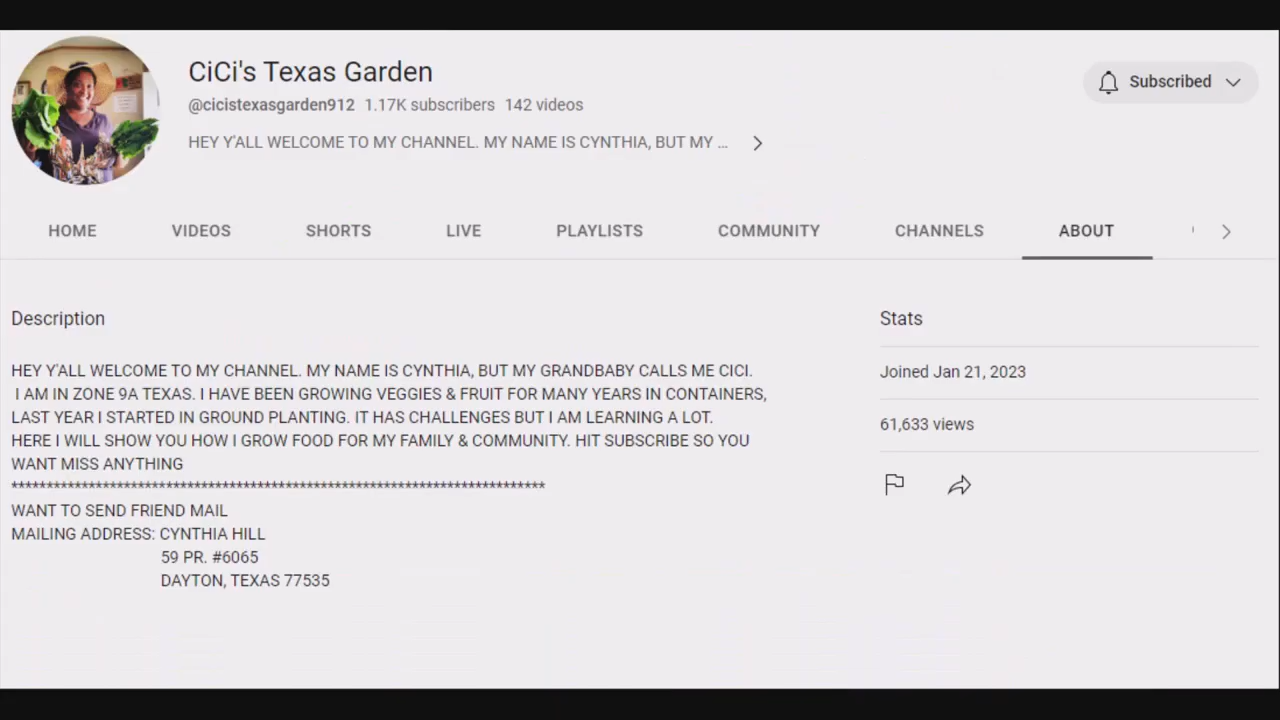 CiCi's Texas Garden
@cicistexasgarden912 1.17K subscribers 142 videos
HEY Y'ALL WELCOME TO MY CHANNEL. MY NAME IS CYNTHIA, BUT MY ...
Subscribed
HOME VIDEOS SHORTS LIVE PLAYLISTS COMMUNITY CHANNELS ABOUT
Description
HEY Y'ALL WELCOME TO MY CHANNEL. MY NAME IS CYNTHIA, BUT MY GRANDBABY CALLS ME CICI.
I AM IN ZONE 9A TEXAS. I HAVE BEEN GROWING VEGGIES & FRUIT FOR MANY YEARS IN CONTAINERS,
LAST YEAR I STARTED IN GROUND PLANTING. IT HAS CHALLENGES BUT I AM LEARNING A LOT.
HERE I WILL SHOW YOU HOW I GROW FOOD FOR MY FAMILY & COMMUNITY. HIT SUBSCRIBE SO YOU
WANT MISS ANYTHING
****************************************************************************
WANT TO SEND FRIEND MAIL
MAILING ADDRESS: CYNTHIA HILL
59 PR. #6065
DAYTON, TEXAS 77535
Stats
Joined Jan 21, 2023
61,633 views